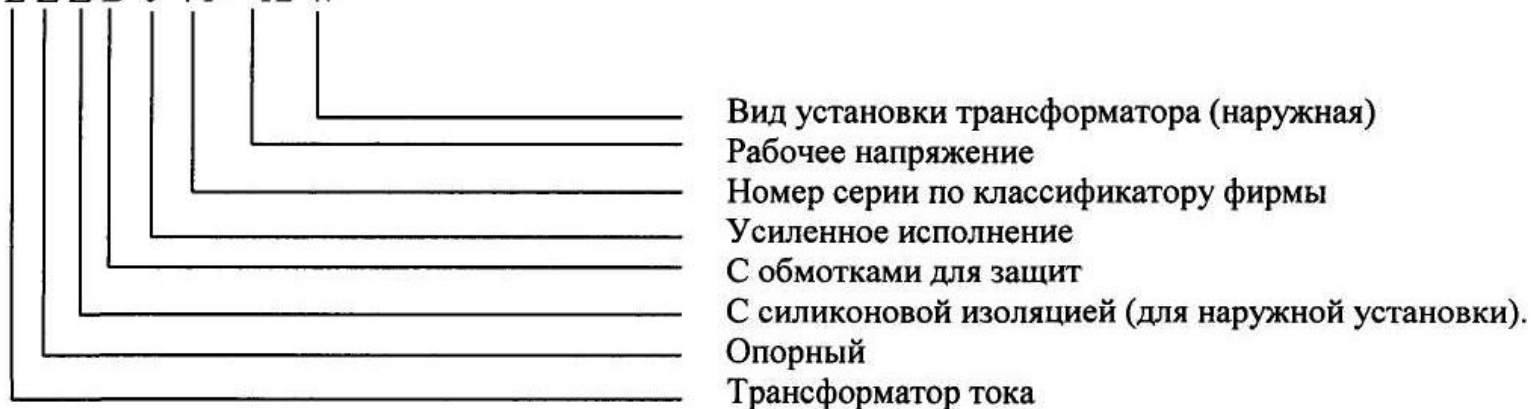 Вид установки трансформатора (наружная)
Рабочее напряжение
Номер серии по классификатору фирмы
Усиленное исполнение
С обмотками для защит
С силиконовой изоляцией (для наружной установки).
Опорный
Трансформатор тока